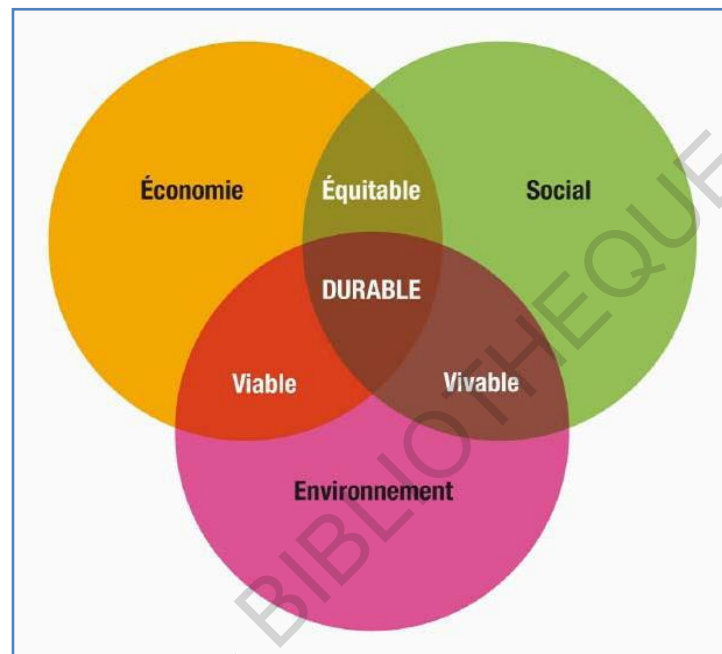 Économie
Équitable
Social
DURABLE
Viable
Vivable
Environnement
BIBLIOTHEQUE